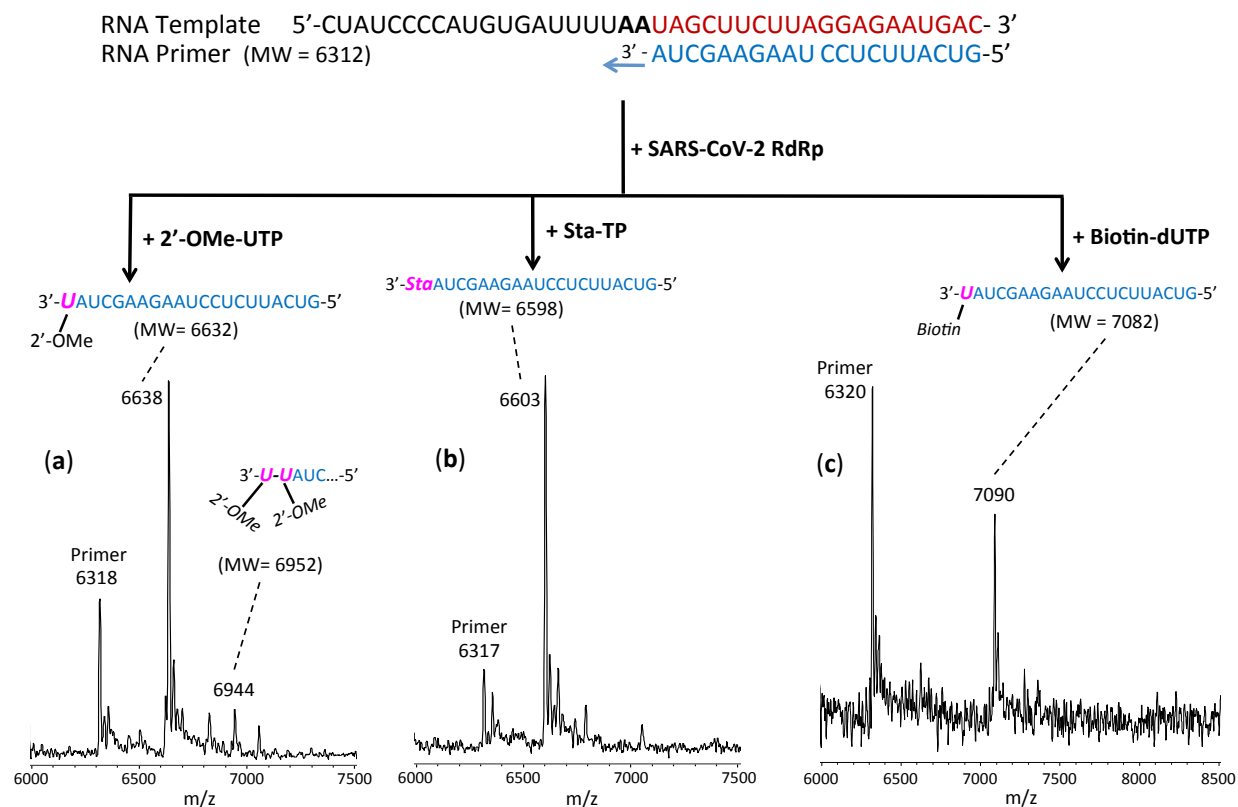 RNA Template 5’-CUAUCCCCAUGUGAUUUUAAUAGCUUCUUAGGAGAAUGAC- 3’
RNA Primer (MW = 6312) 3’ -AUCGAAGAAU CCUCUUACUG-5’
+ SARS-CoV-2 RdRp
+ 2’-OMe-UTP
+ Sta-TP
+ Biotin-dUTP
3’-UAUCGAAGAAUCCUCUUACUG-5’
2’-OMe
(MW= 6632)
3’-StaAUCGAAGAAUCCUCUUACUG-5’
(MW= 6598)
3’-UAUCGAAGAAUCCUCUUACUG-5’
Biotin
(MW = 7082)
6638
(a)
3’-U-UAUC…-5’
2’-OMe 2’-OMe
(MW= 6952)
Primer
6318
6944
6000 6500 7000 7500
m/z
6603
(b)
Primer
6317
6000 6500 7000 7500
m/z
Primer
6320
(c)
7090
6000 6500 7000 7500 8000 8500
m/z